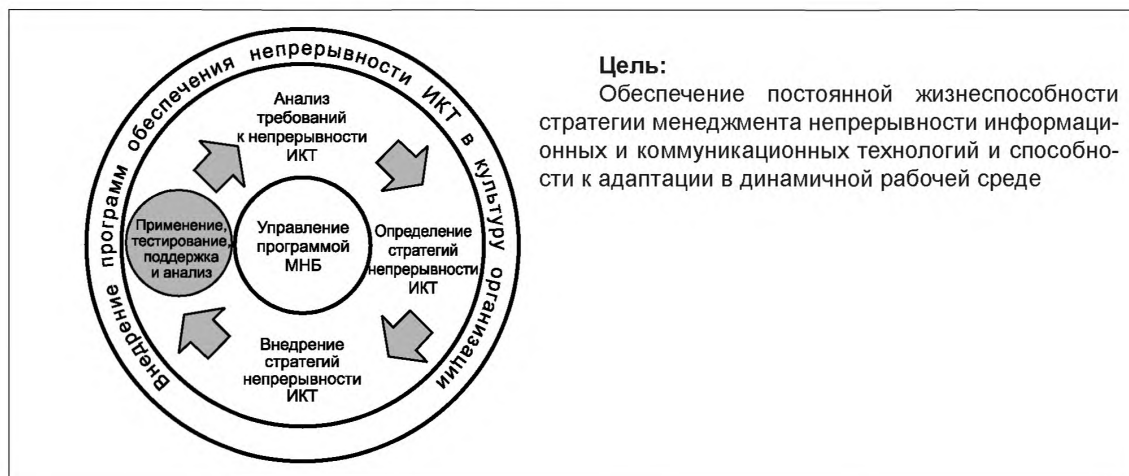 Внедрение программ обеспечения непрерывности ИКТ в культуру организации
Анализ
требований
к непрерывности
ИКТ
Применение,
тестирование,
поддержка
и анализ
Управление
программой
МНБ
Определение
стратегий
непрерывности
ИКТ
Внедрение
стратегий
непрерывности
ИКТ
Цель:
Обеспечение постоянной жизнеспособности
стратегии менеджмента непрерывности информаци-
онных и коммуникационных технологий и способно-
сти к адаптации в динамичной рабочей среде